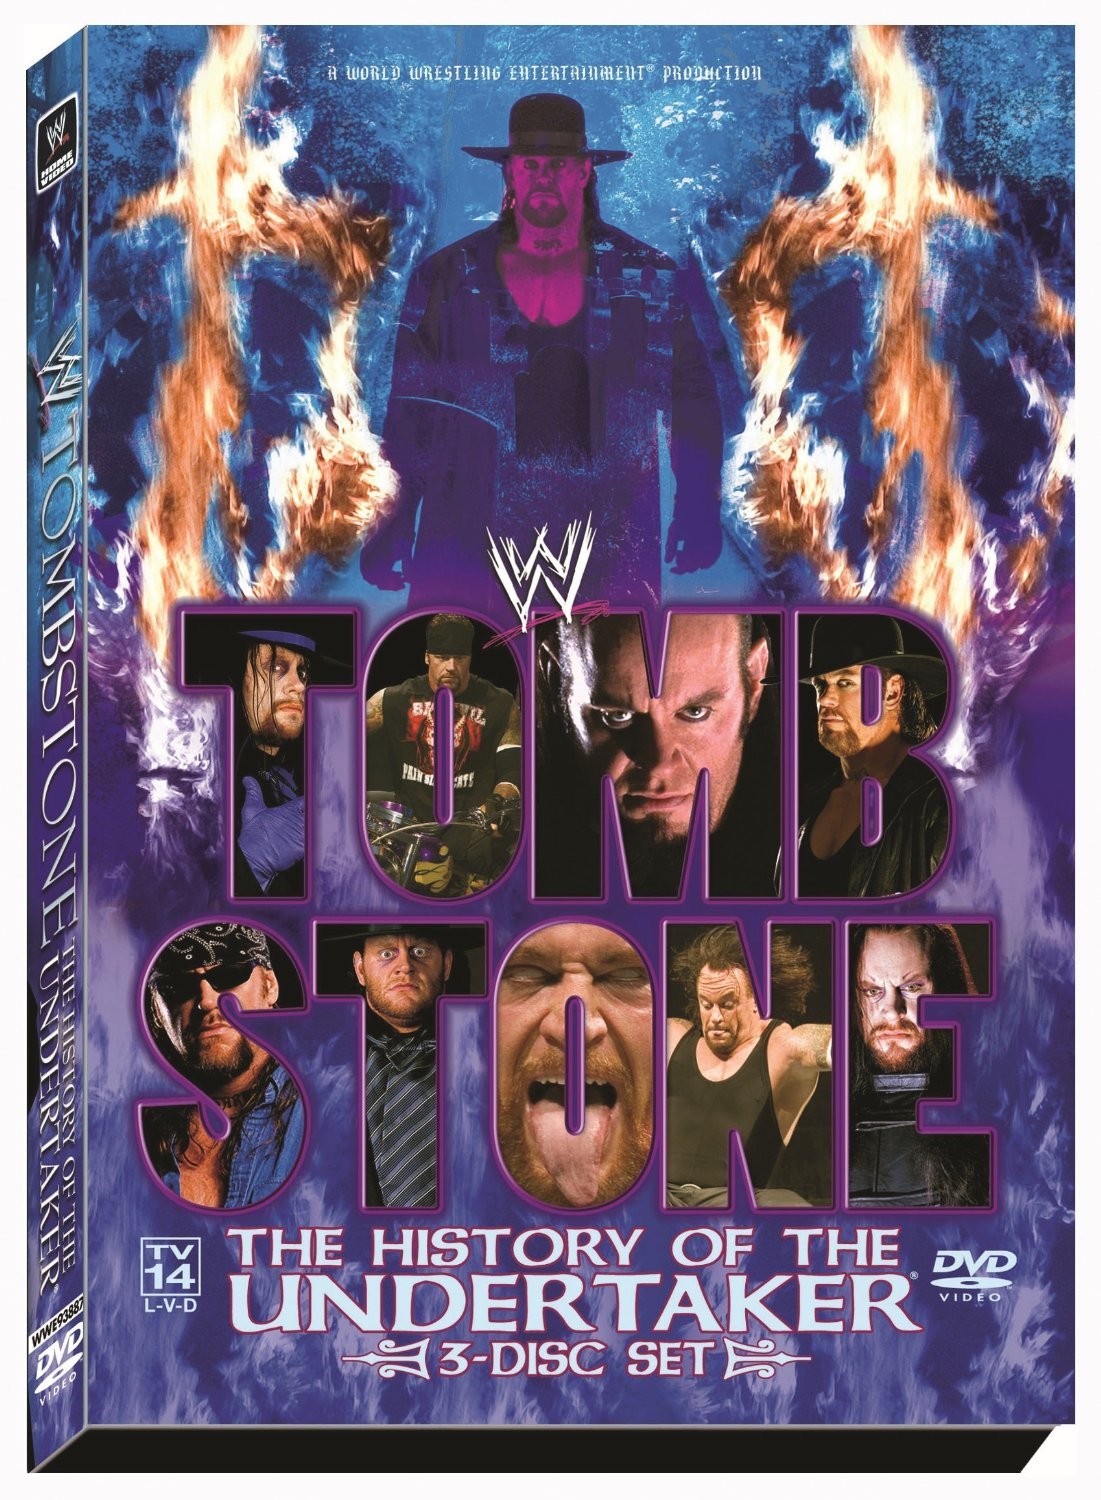 A WORLD WRESTLING ENTERTAINMENT® PRODUCTION
W
TOMB
STONE
THE HISTORY OF THE
UNDERTAKER®
3-DISC SET
TV
14
L-V-D
DVD
VIDEO
W
HOME
VIDEO
W TOMBSTONE THE HISTORY OF THE
UNDERTAKER®
WWE93887
DVD
VIDEO